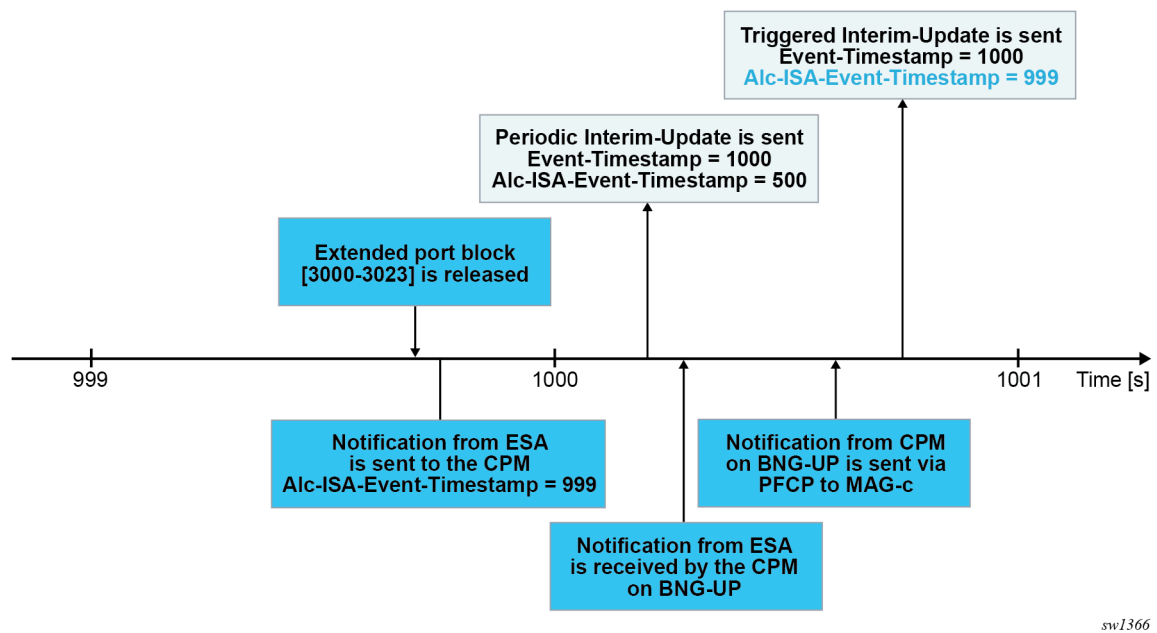 Triggered Interim-Update is sent
Event-Timestamp = 1000
Alc-ISA-Event-Timestamp = 999
Periodic Interim-Update is sent
Event-Timestamp = 1000
Alc-ISA-Event-Timestamp = 500
Extended port block
[3000-3023] is released
999
1000
1001
Time [s]
Notification from ESA
is sent to the CPM
Alc-ISA-Event-Timestamp = 999
Notification from CPM
on BNG-UP is sent via
PFCP to MAG-c
Notification from ESA
is received by the CPM
on BNG-UP
sw1366